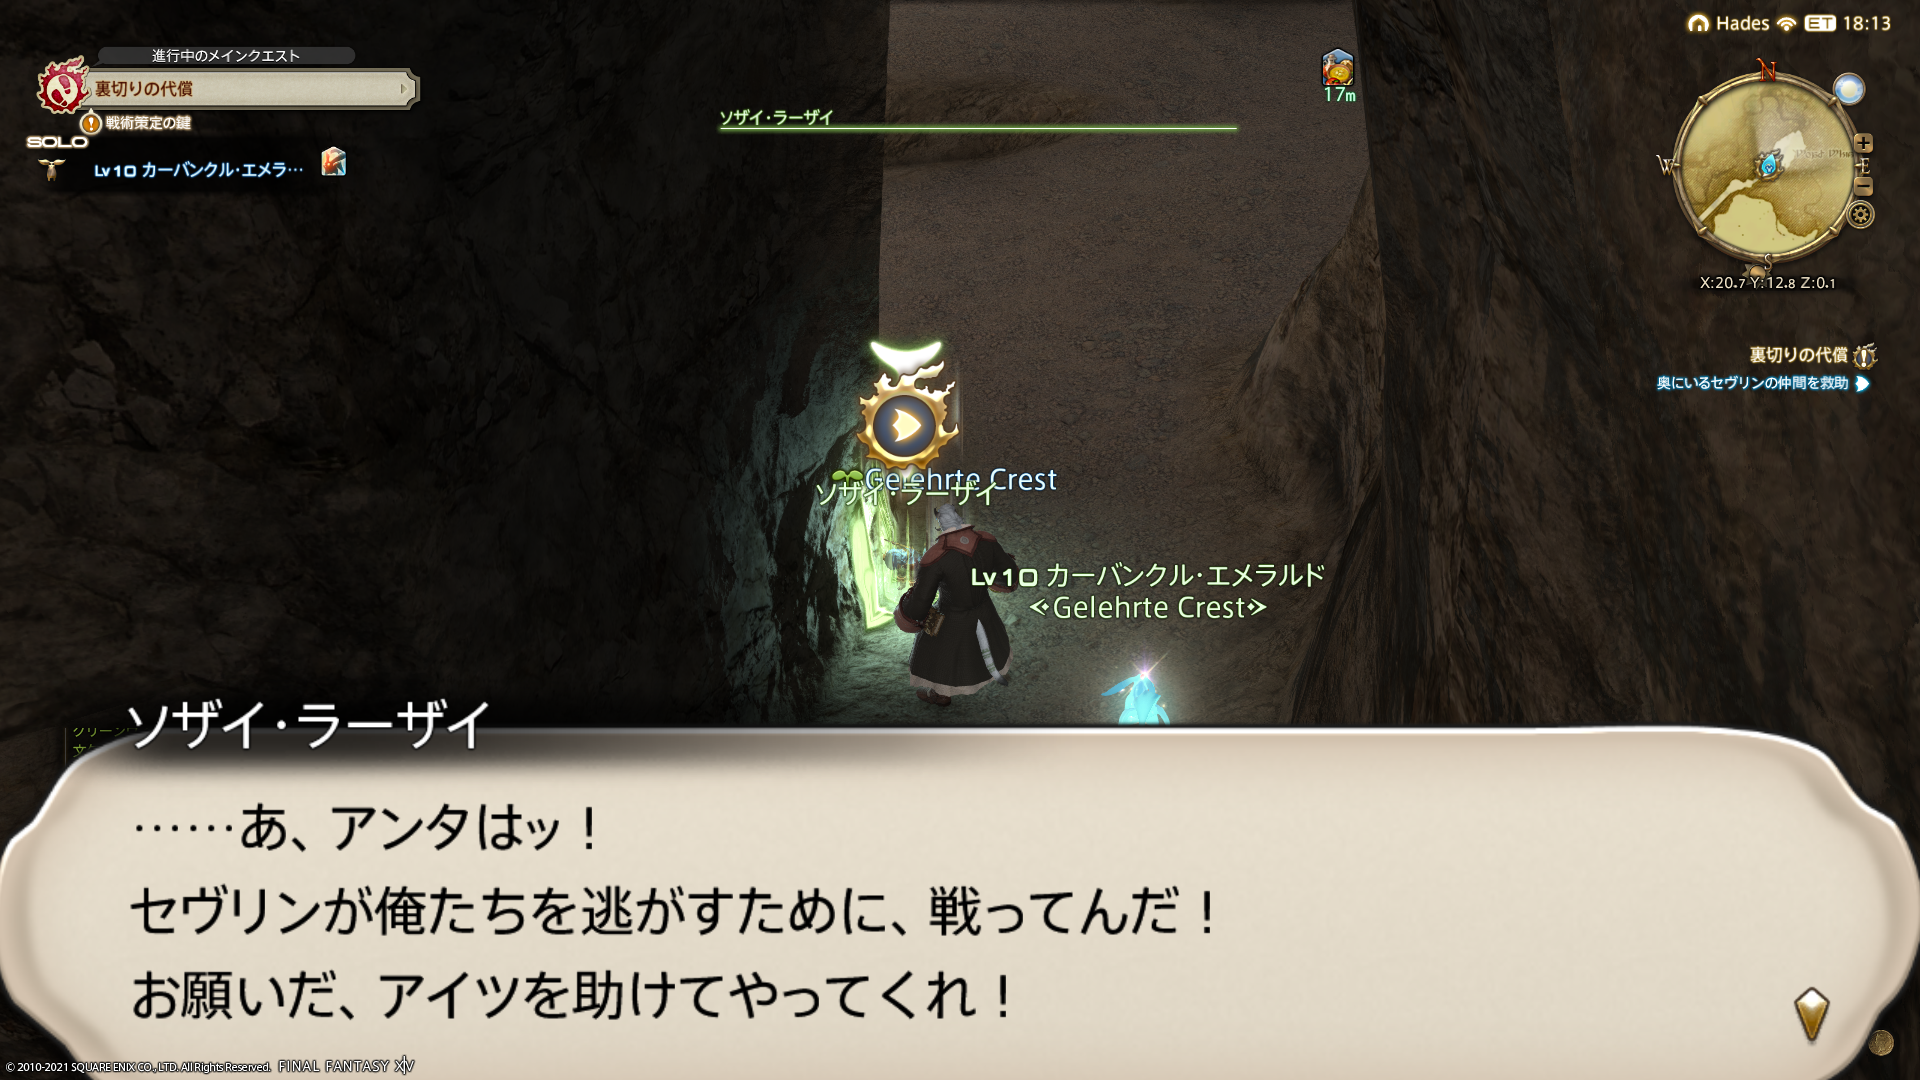 進行中のメインクエスト
裏切りの代償
戦術策定の鍵
SOLO
Lv10 カーバンクル・エメラ…
ソザイ・ラーザイ
17m
Hades ET 18:13
N
W
E
S
X:20.7 Y:12.8 Z:0.1
裏切りの代償
奥にいるセヴリンの仲間を救助
Gelehrte Crest
ソザイ・ラーザイ
Lv10 カーバンクル・エメラルド
«Gelehrte Crest»
ソザイ・ラーザイ
……あ、アンタはッ！
セヴリンが俺たちを逃がすために、戦ってんだ！
お願いだ、アイツを助けてやってくれ！
© 2010-2021 SQUARE ENIX CO., LTD. All Rights Reserved. FINAL FANTASY XIV